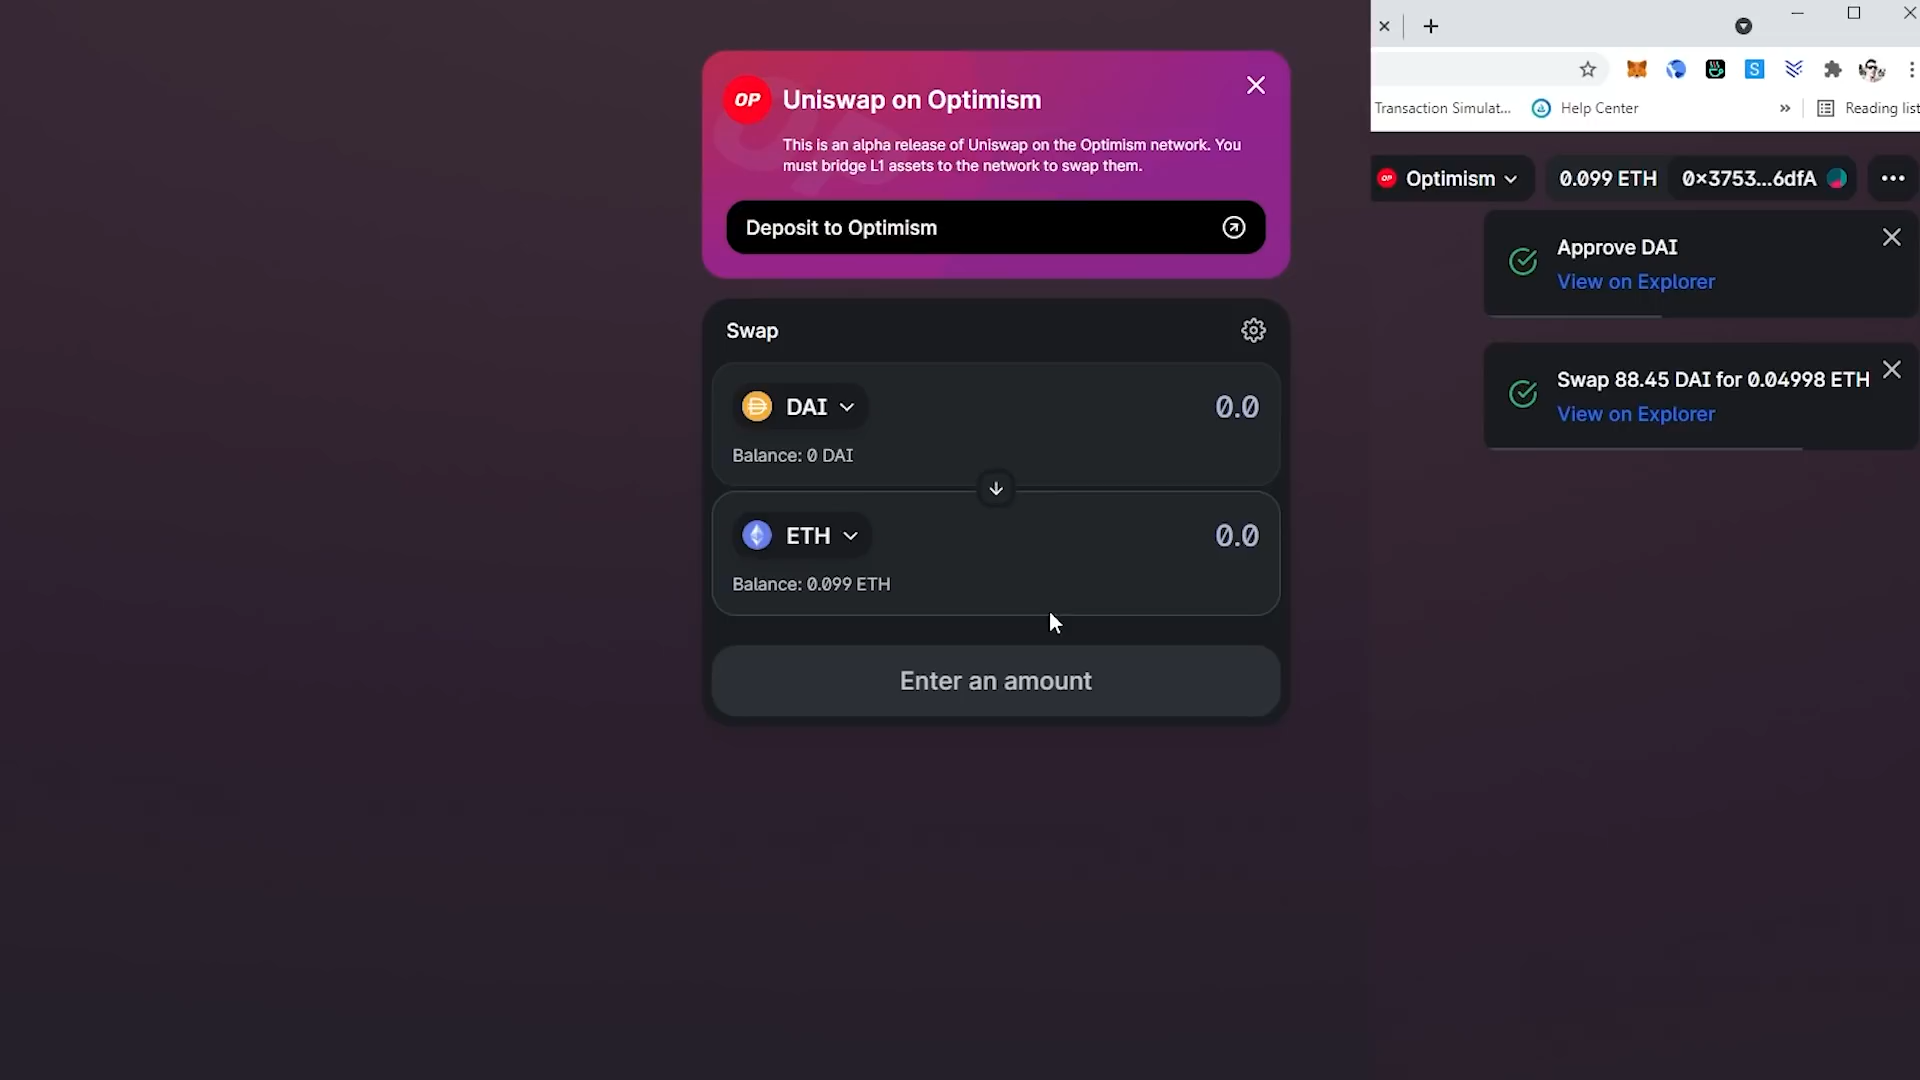 Transaction Simulat...
Help Center
»
Reading list
OP
Uniswap on Optimism
This is an alpha release of Uniswap on the Optimism network. You
must bridge L1 assets to the network to swap them.
Deposit to Optimism
OP Optimism
0.099 ETH
0×3753...6dfA
Approve DAI
View on Explorer
Swap 88.45 DAI for 0.04998 ETH
View on Explorer
Swap
DAI
0.0
Balance: 0 DAI
ETH
0.0
Balance: 0.099 ETH
Enter an amount
S